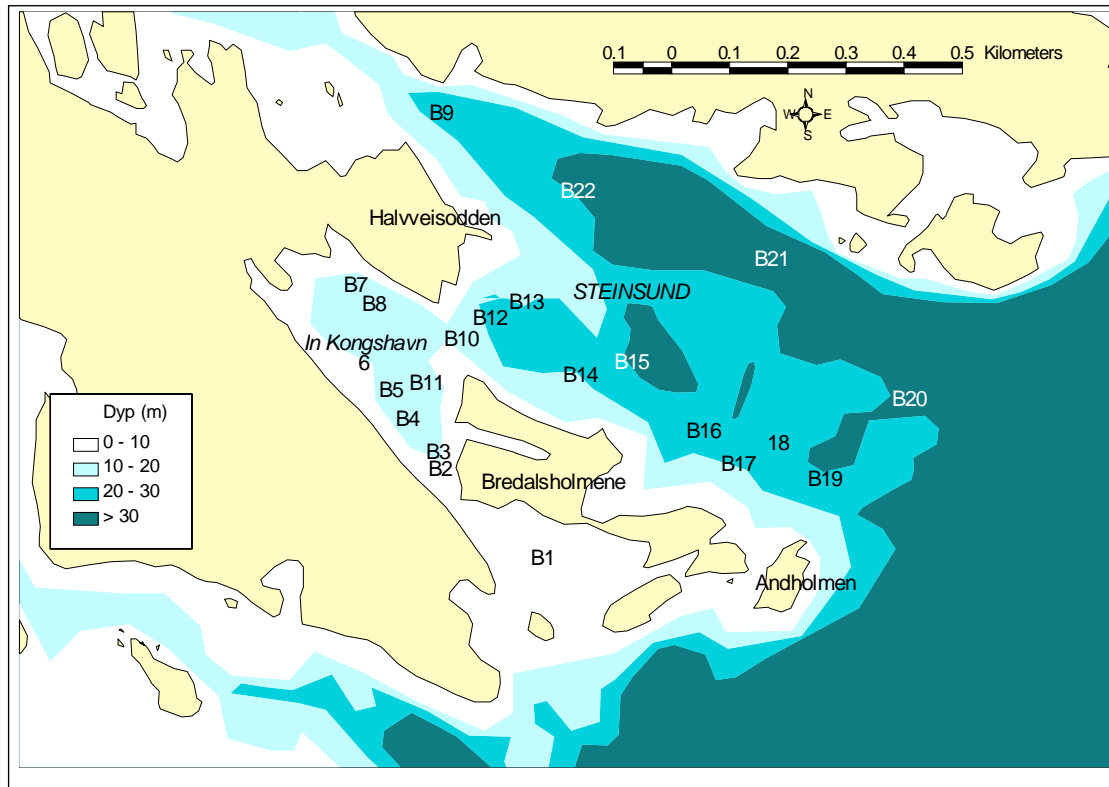 0.1 0 0.1 0.2 0.3 0.4 0.5 Kilometers
N
W E
S
B9
B22
Halvveisodden
B21
B7
B8
STEINSUND
B13
B12
In Kongshavn
B10
6
B15
B14
B11
B5
B20
B4
B16
18
B3
B17
B2
B19
Bredalsholmene
Dyp (m)
0 - 10
10 - 20
20 - 30
> 30
B1
Andholmen